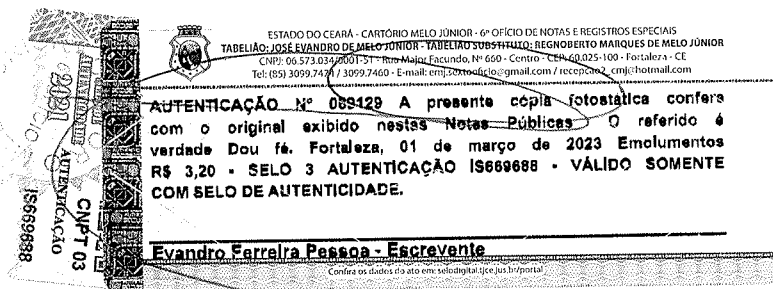 ESTADO DO CEARÁ - CARTÓRIO MELO JÚNIOR - 6º OFÍCIO DE NOTAS E REGISTROS ESPECIAIS
TABELIÃO: JOSÉ EVANDRO DE MELO JÚNIOR - TABELIÃO SUBSTITUTO: REGNOBERTO MARQUES DE MELO JÚNIOR
CNPJ: 06.573.034/0001-51 - Rua Major Facundo, Nº 660 - Centro - CEP 60.025-100 - Fortaleza - CE
Tel: (85) 3099.7421 / 3099.7460 - E-mail: emj.sextooficio@gmail.com / recepcao2_cmj@hotmail.com
AUTENTICAÇÃO Nº 089129 A presente cópia fotostática confere
com o original exibido nestas Notas Públicas O referido é
verdade Dou fé. Fortaleza, 01 de março de 2023 Emolumentos
R$ 3,20 - SELO 3 AUTENTICAÇÃO IS669688 - VÁLIDO SOMENTE
COM SELO DE AUTENTICIDADE.
Evandro Ferreira Pessoa - Escrevente
Confira os dados do ato em: selodigital.tjce.jus.br/portal
2021
AUTENTICAÇÃO
CNPT 03
IS669688